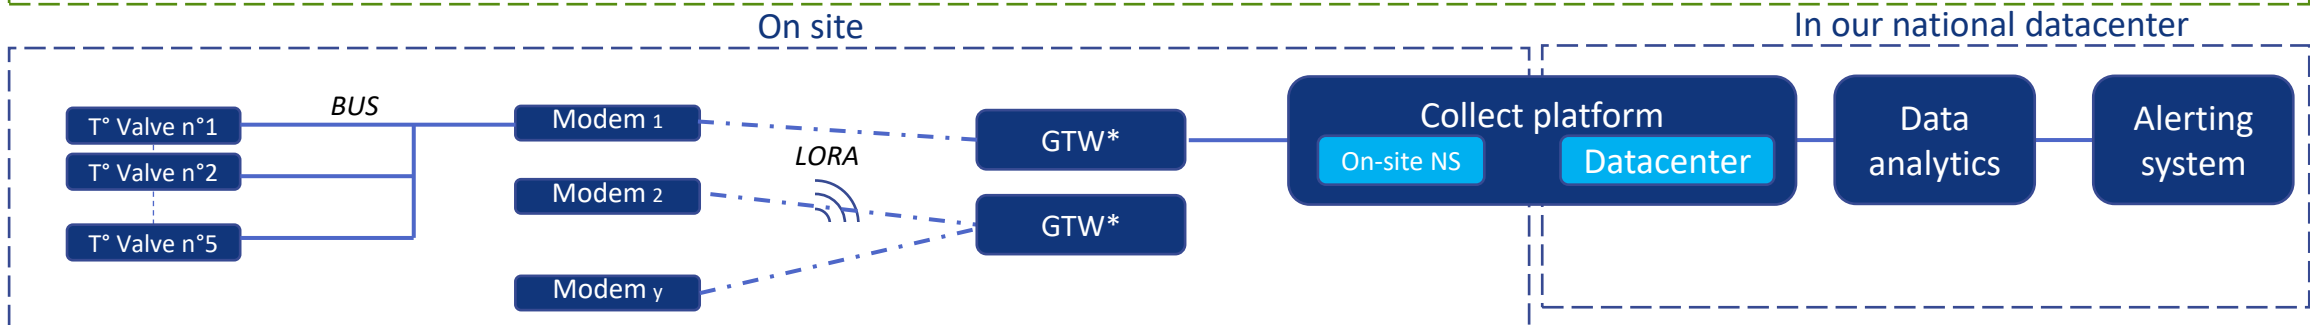 On site
In our national datacenter
T° Valve n°1
T° Valve n°2
T° Valve n°5
BUS
Modem 1
Modem 2
Modem y
LORA
GTW*
GTW*
Collect platform
On-site NS
Datacenter
Data
analytics
Alerting
system